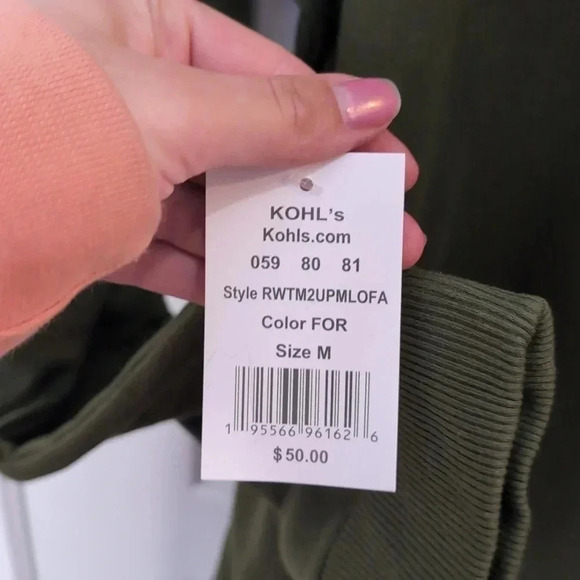 KOHL's
Kohls.com
059 80 81
Style RWTM2UPMLOFA
Color FOR
Size M
1 95566 96162 6
$50.00